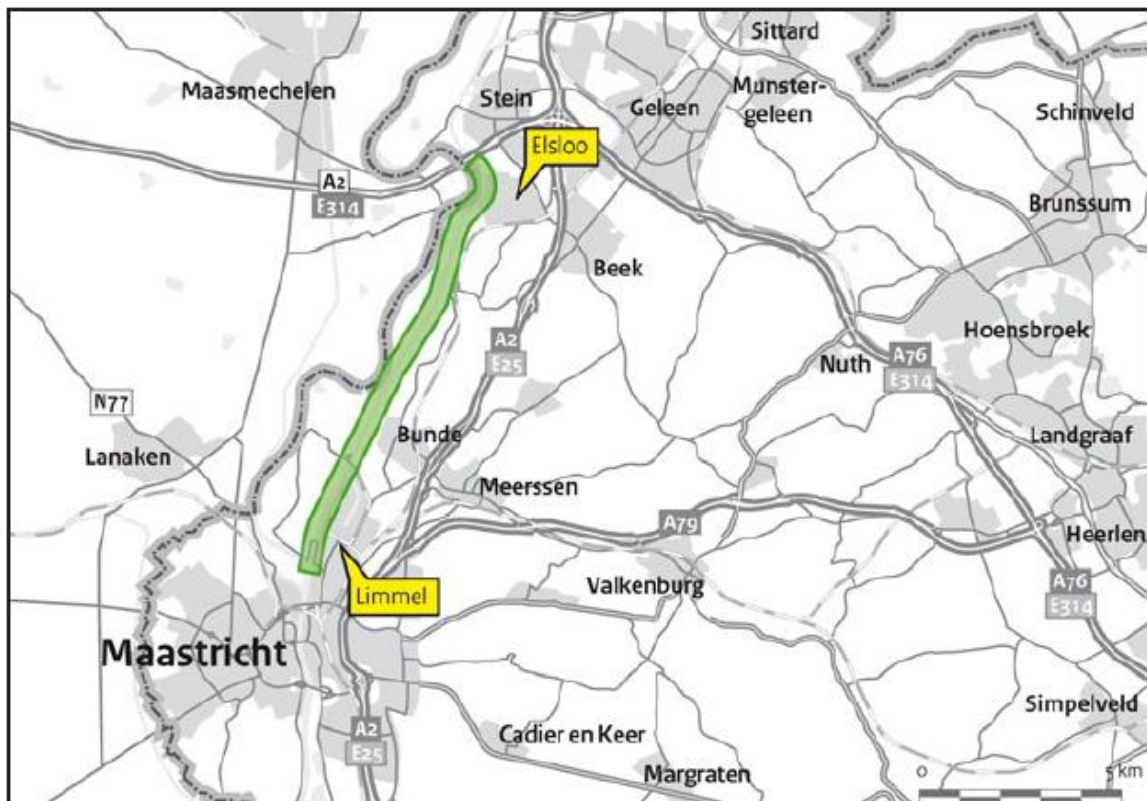 Sittard
Maasmechelen
Stein
Geleen
Munster-
geleen
Schinveld
Elsloo
A2
E314
Brunssum
Beek
Hoensbroek
A2
E25
Nuth
A76
E314
N77
Lanaken
Bunde
Landgraaf
Meerssen
A79
Heerlen
Limmel
Valkenburg
A76
E314
Maastricht
Simpelveld
A2
E25
Cadier en Keer
Margraten
0
5 km